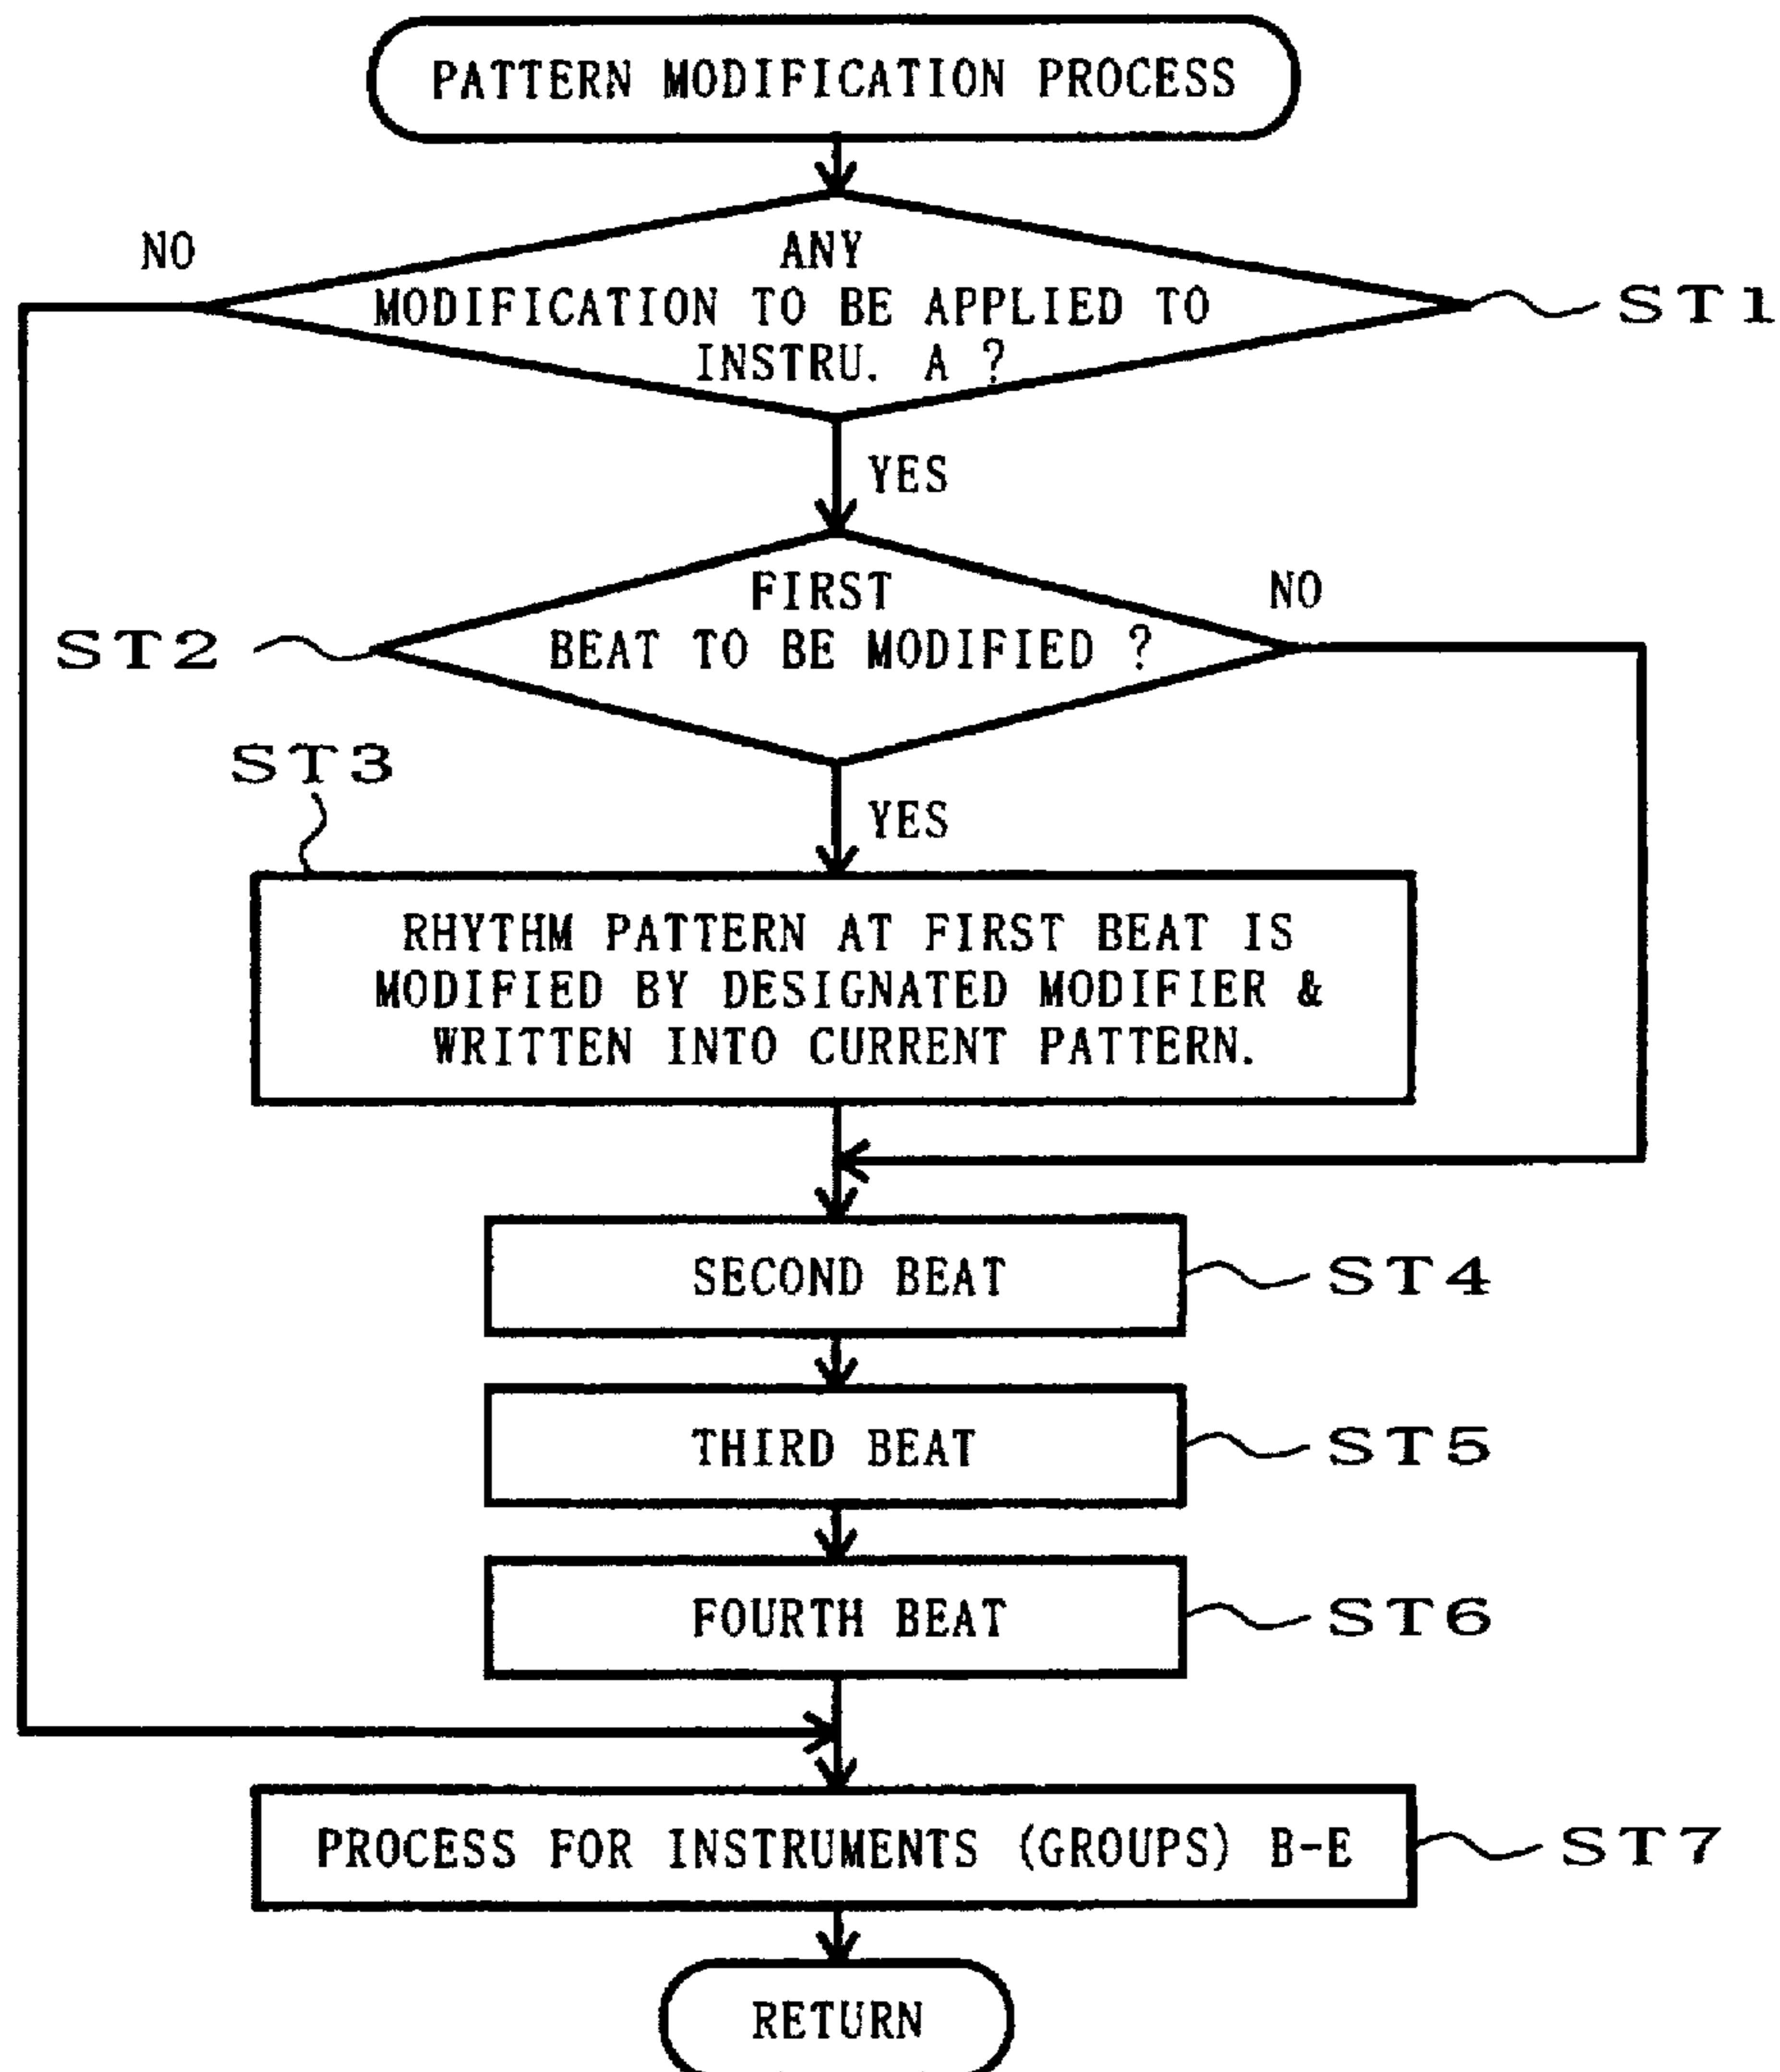 PATTERN MODIFICATION PROCESS
NO
ANY
MODIFICATION TO BE APPLIED TO
INSTRU. A ?
ST1
YES
FIRST
BEAT TO BE MODIFIED ?
NO
ST2
ST3
YES
RHYTHM PATTERN AT FIRST BEAT IS
MODIFIED BY DESIGNATED MODIFIER &
WRITTEN INTO CURRENT PATTERN.
SECOND BEAT
ST4
THIRD BEAT
ST5
FOURTH BEAT
ST6
PROCESS FOR INSTRUMENTS (GROUPS) B-E
ST7
RETURN